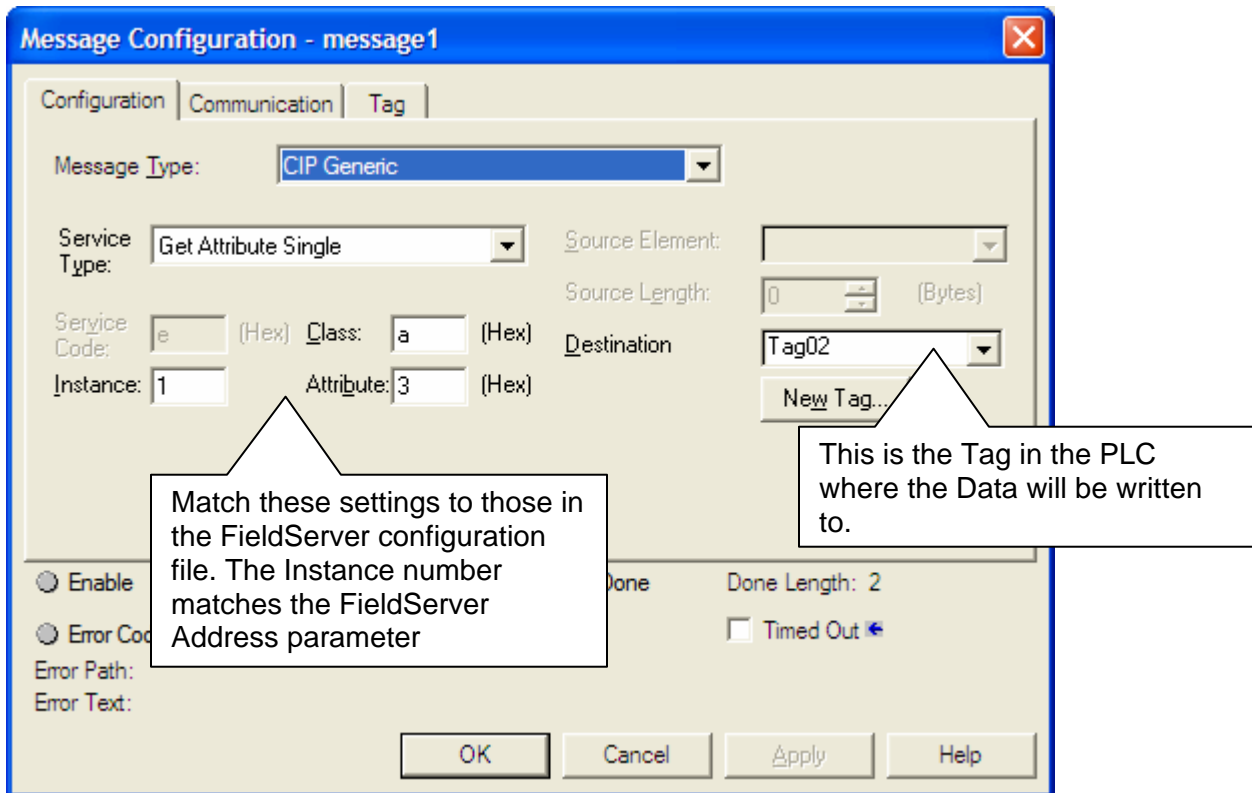 Message Configuration - message1
Configuration Communication Tag
Message Type: CIP Generic
Service Type: Get Attribute Single
Source Element:
Source Length: 0 (Bytes)
Service Code: e (Hex) Class: a (Hex)
Destination Tag02
Instance: 1 Attribute: 3 (Hex)
New Tag...
This is the Tag in the PLC
where the Data will be written
to.
Match these settings to those in
the FieldServer configuration
file. The Instance number
matches the FieldServer
Address parameter
Enable Done Done Length: 2
Error Timed Out
Error Path:
Error Text:
OK Cancel Apply Help